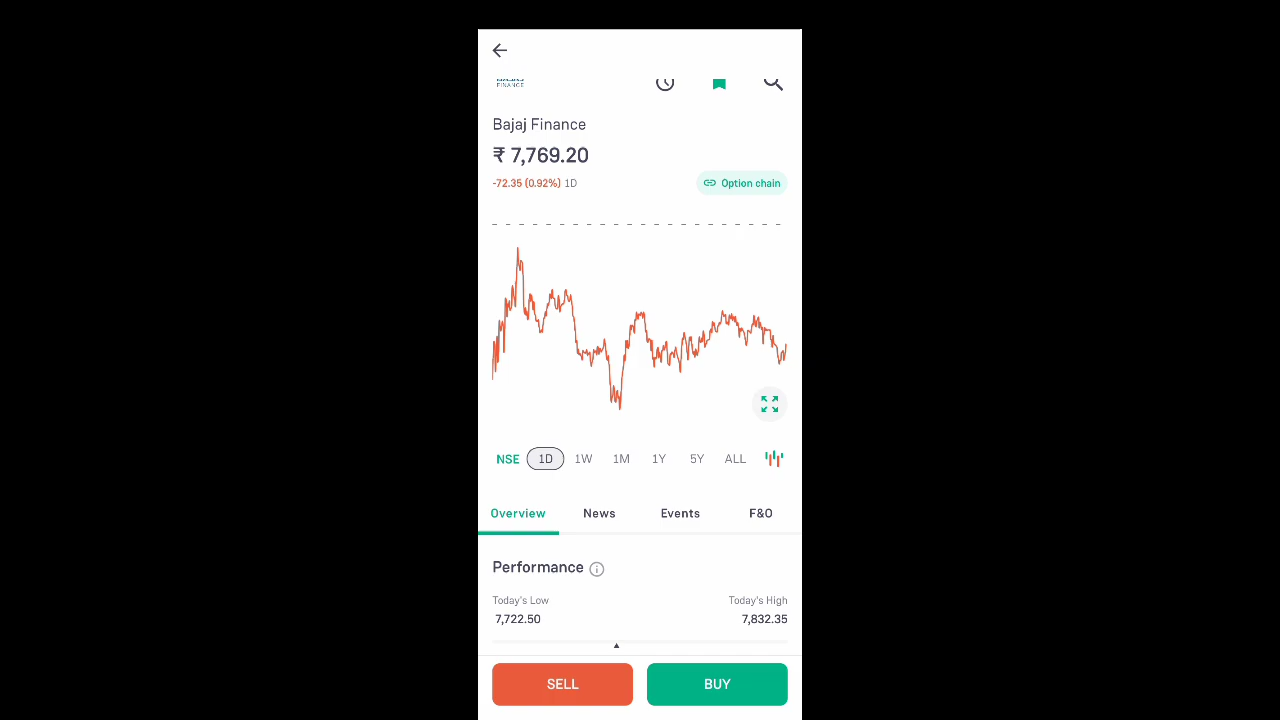 FINANCE
Bajaj Finance
₹ 7,769.20
-72.35 (0.92%) 1D
Option chain
NSE 1D 1W 1M 1Y 5Y ALL
Overview News Events F&O
Performance
Today's Low Today's High
7,722.50 7,832.35
SELL BUY